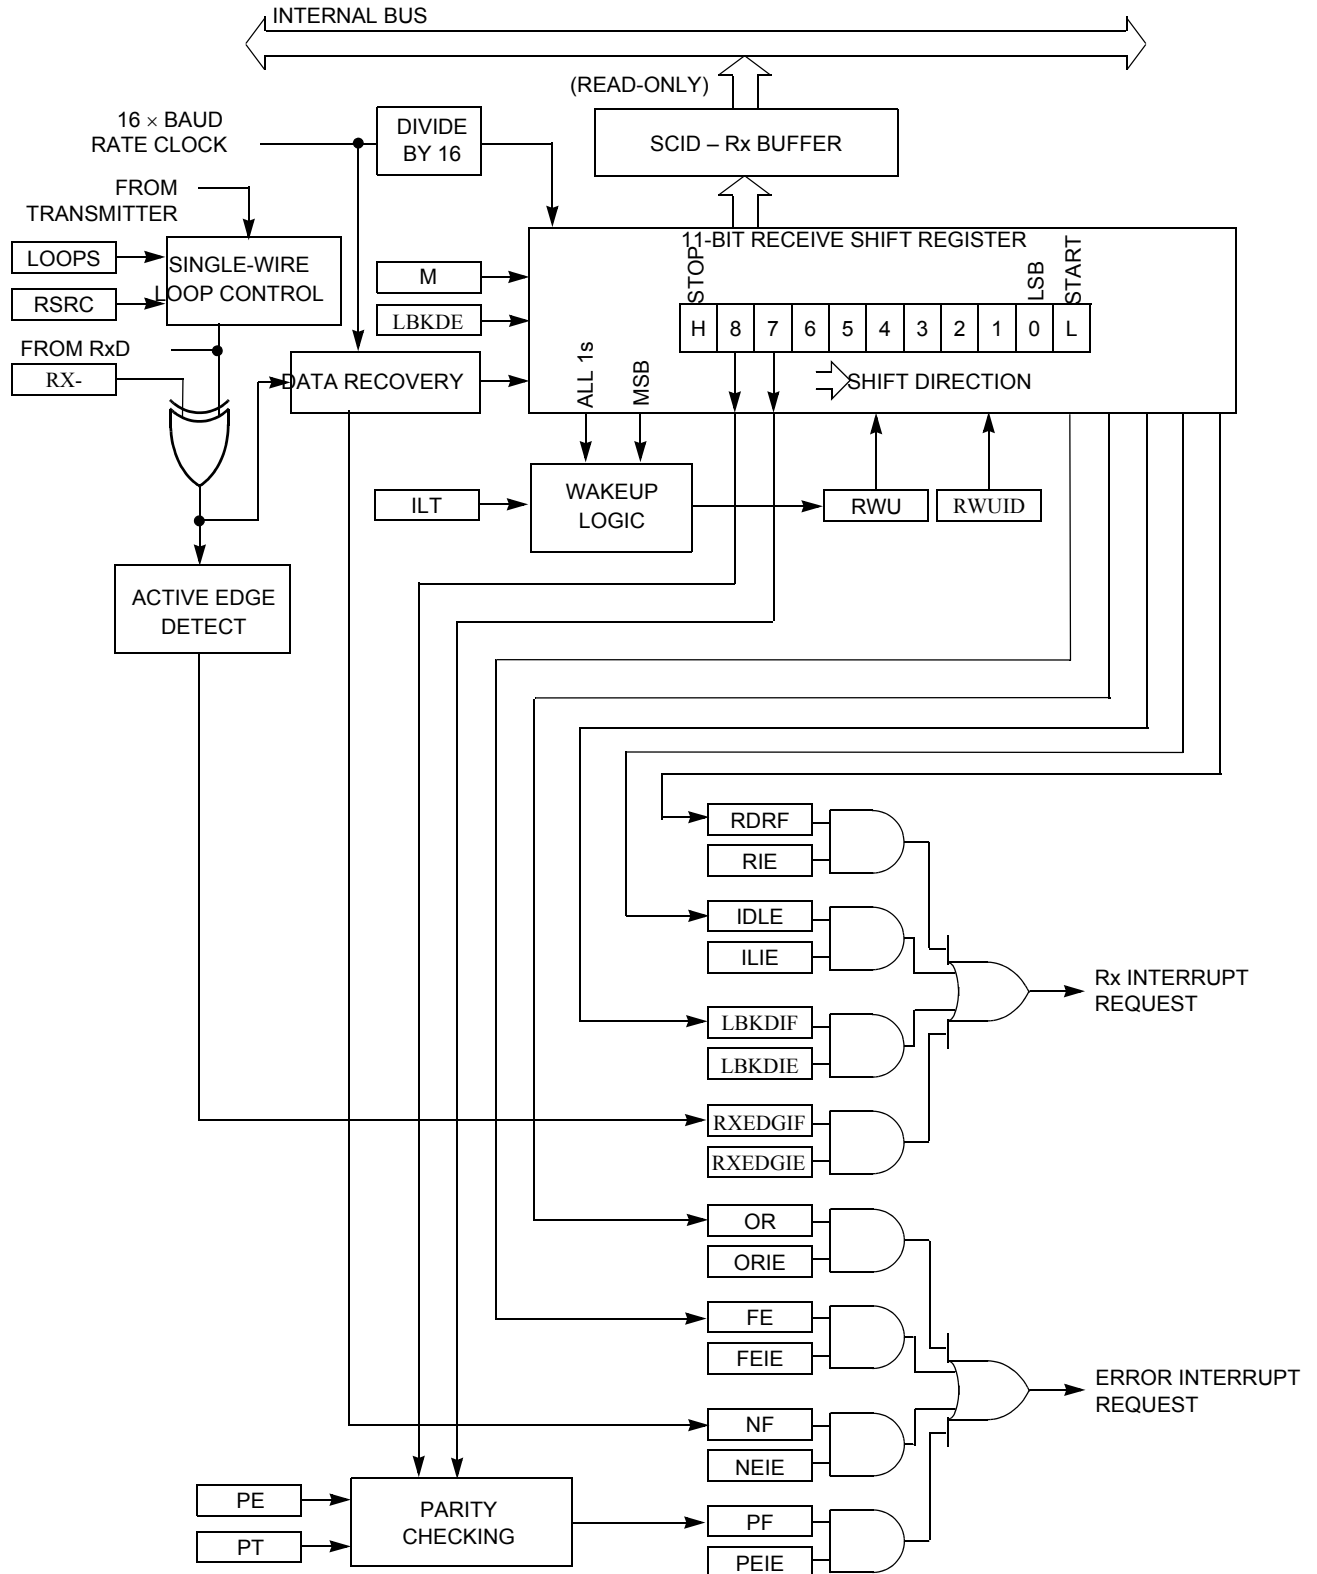 INTERNAL BUS
(READ-ONLY)
16 × BAUD
RATE CLOCK
DIVIDE
BY 16
SCID – Rx BUFFER
FROM
TRANSMITTER
LOOPS
SINGLE-WIRE
LOOP CONTROL
RSRC
M
LBKDE
11-BIT RECEIVE SHIFT REGISTER
STOP
LSB
START
H 8 7 6 5 4 3 2 1 0 L
FROM RxD
RX-
DATA RECOVERY
ALL 1s
MSB
SHIFT DIRECTION
ILT
WAKEUP
LOGIC
RWU
RWUID
ACTIVE EDGE
DETECT
RDRF
RIE
IDLE
ILIE
Rx INTERRUPT
REQUEST
LBKDIF
LBKDIE
RXEDGIF
RXEDGIE
OR
ORIE
FE
FEIE
ERROR INTERRUPT
REQUEST
NF
NEIE
PE
PT
PARITY
CHECKING
PF
PEIE